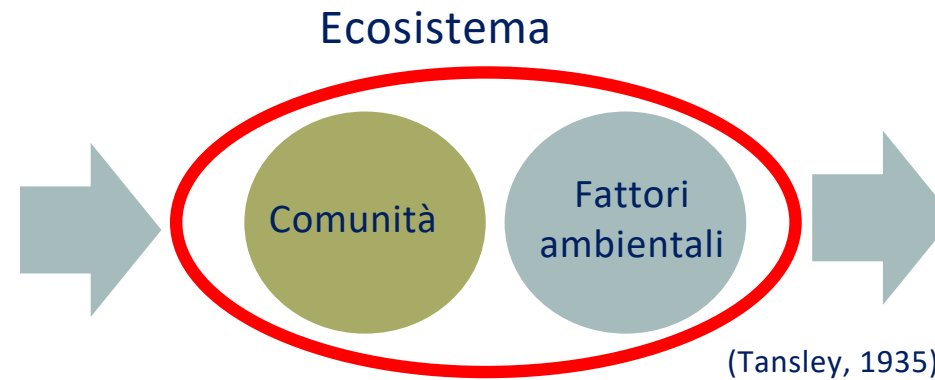 Ecosistema
Comunità
Fattori
ambientali
(Tansley, 1935)